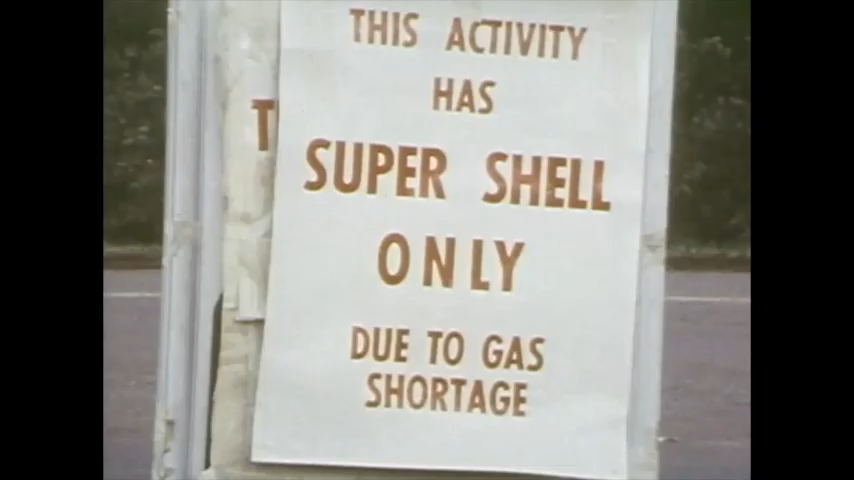 THIS ACTIVITY
HAS
T
SUPER SHELL
ONLY
DUE TO GAS
SHORTAGE